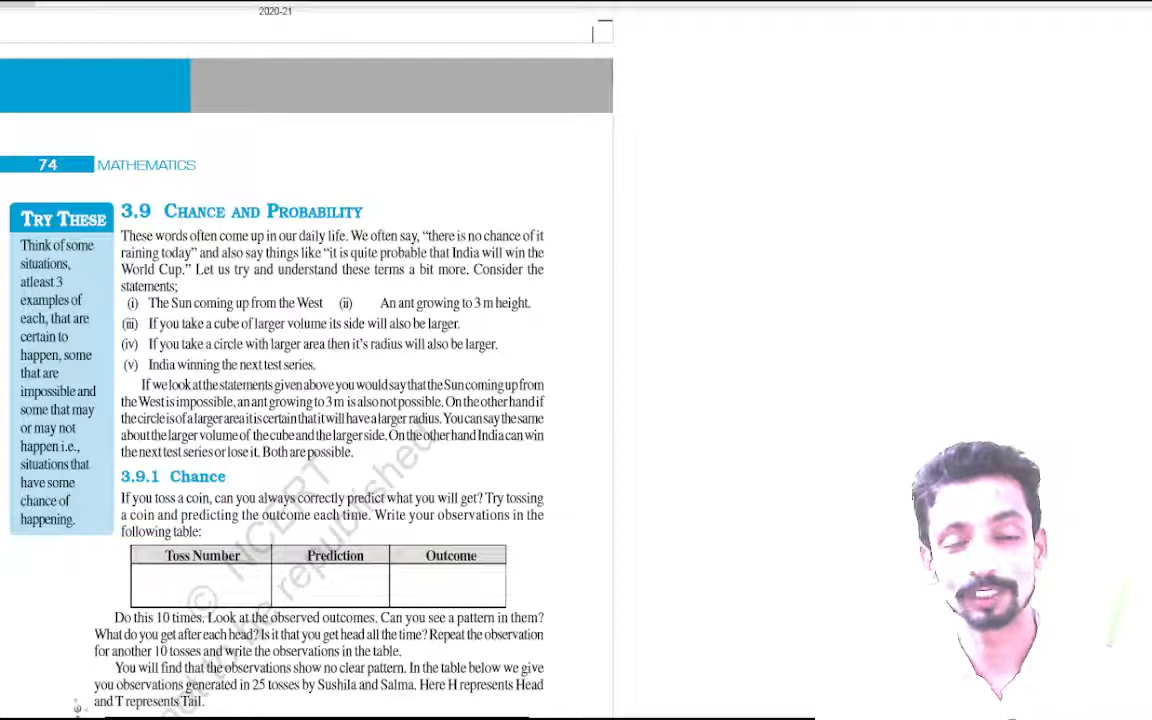 2020-21
74 MATHEMATICS
TRY THESE
Think of some
situations,
atleast 3
examples of
each, that are
certain to
happen, some
that are
impossible and
some that may
or may not
happen i.e.,
situations that
have some
chance of
happening.
3.9 CHANCE AND PROBABILITY
These words often come up in our daily life. We often say, “there is no chance of it
raining today” and also say things like “it is quite probable that India will win the
World Cup.” Let us try and understand these terms a bit more. Consider the
statements;
(i) The Sun coming up from the West (ii) An ant growing to 3 m height.
(iii) If you take a cube of larger volume its side will also be larger.
(iv) If you take a circle with larger area then it’s radius will also be larger.
(v) India winning the next test series.
If we look at the statements given above you would say that the Sun coming up from
the West is impossible, an ant growing to 3 m is also not possible. On the other hand if
the circle is of a larger area it is certain that it will have a larger radius. You can say the same
about the larger volume of the cube and the larger side. On the other hand India can win
the next test series or lose it. Both are possible.
3.9.1 Chance
If you toss a coin, can you always correctly predict what you will get? Try tossing
a coin and predicting the outcome each time. Write your observations in the
following table:
Toss Number Prediction Outcome
Do this 10 times. Look at the observed outcomes. Can you see a pattern in them?
What do you get after each head? Is it that you get head all the time? Repeat the observation
for another 10 tosses and write the observations in the table.
You will find that the observations show no clear pattern. In the table below we give
you observations generated in 25 tosses by Sushila and Salma. Here H represents Head
and T represents Tail.
© NCERT
not to be republished